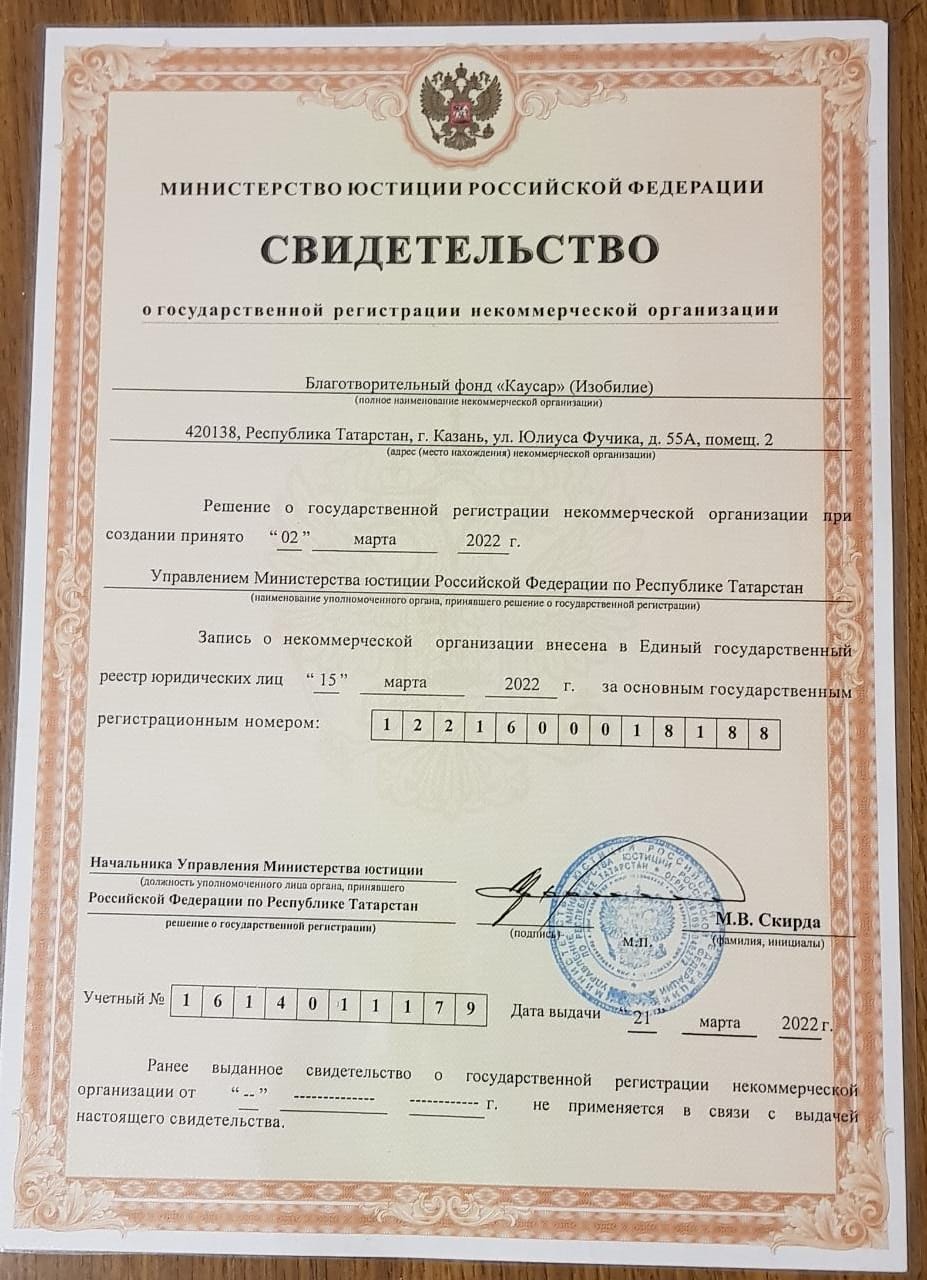 МИНИСТЕРСТВО ЮСТИЦИИ РОССИЙСКОЙ ФЕДЕРАЦИИ
СВИДЕТЕЛЬСТВО
о государственной регистрации некоммерческой организации
Благотворительный фонд «Каусар» (Изобилие)
(полное наименование некоммерческой организации)
420138, Республика Татарстан, г. Казань, ул. Юлиуса Фучика, д. 55А, помещ. 2
(адрес (место нахождения) некоммерческой организации)
Решение о государственной регистрации некоммерческой организации при
создании принято “02” марта 2022 г.
Управлением Министерства юстиции Российской Федерации по Республике Татарстан
(наименование уполномоченного органа, принявшего решение о государственной регистрации)
Запись о некоммерческой организации внесена в Единый государственный
реестр юридических лиц “15” марта 2022 г. за основным государственным
регистрационным номером: 1 2 2 1 6 0 0 0 1 8 1 8 8
Начальника Управления Министерства юстиции
(должность уполномоченного лица органа, принявшего
Российской Федерации по Республике Татарстан
решение о государственной регистрации)
(подпись)
М.П.
М.В. Скирда
(фамилия, инициалы)
Учетный № 1 6 1 4 0 1 1 1 7 9 Дата выдачи “21” марта 2022 г.
Ранее выданное свидетельство о государственной регистрации некоммерческой
организации от “ -- ” -------------- ------------ г. не применяется в связи с выдачей
настоящего свидетельства.